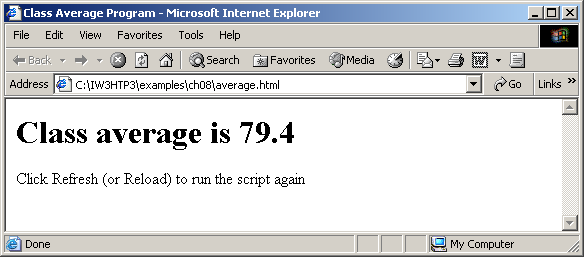 Class Average Program - Microsoft Internet Explorer
File Edit View Favorites Tools Help
Back Search Favorites Media
Address C:\IW3HTP3\examples\ch08\average.html Go Links »
Class average is 79.4
Click Refresh (or Reload) to run the script again
Done My Computer